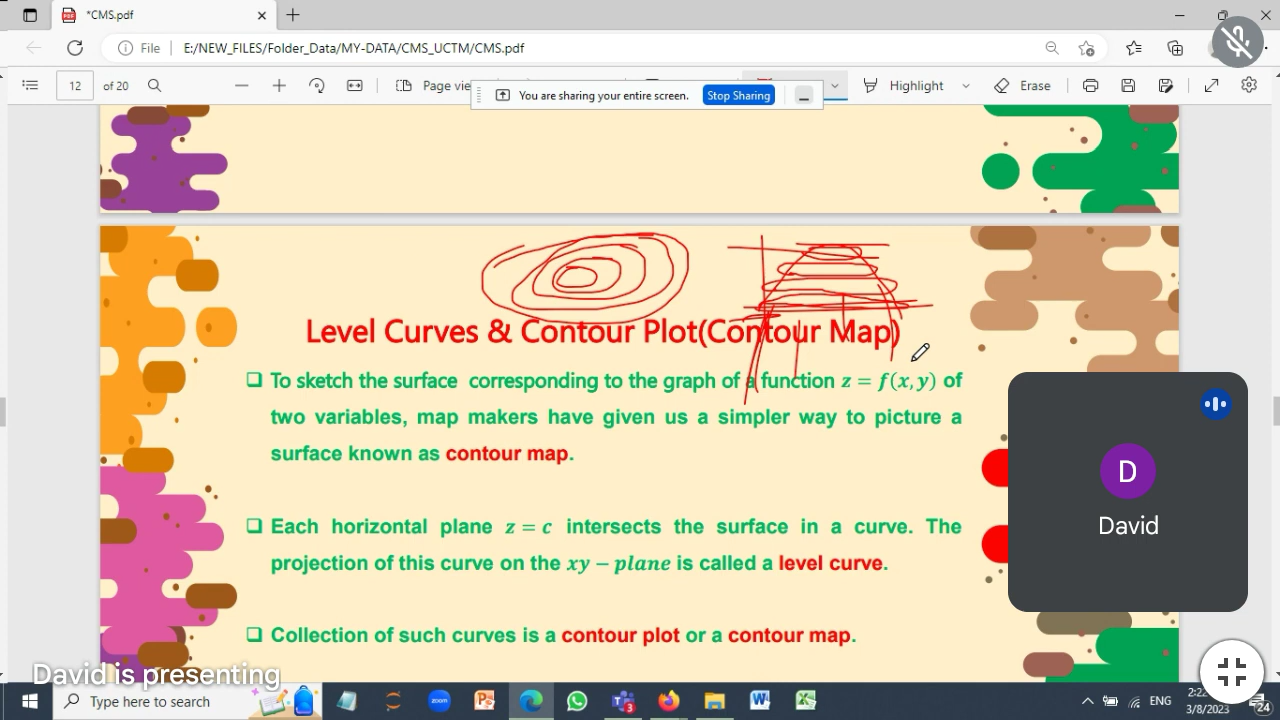 *CMS.pdf
File
E:/NEW_FILES/Folder_Data/MY-DATA/CMS_UCTM/CMS.pdf
12 of 20
Page vie
You are sharing your entire screen.
Stop Sharing
Highlight
Erase
Level Curves & Contour Plot(Contour Map)
❑ To sketch the surface corresponding to the graph of a function z = f(x, y) of
two variables, map makers have given us a simpler way to picture a
surface known as contour map.
❑ Each horizontal plane z = c intersects the surface in a curve. The
projection of this curve on the xy − plane is called a level curve.
❑ Collection of such curves is a contour plot or a contour map.
D
David
David is presenting
Type here to search
zoom
ENG
3/8/2023
24